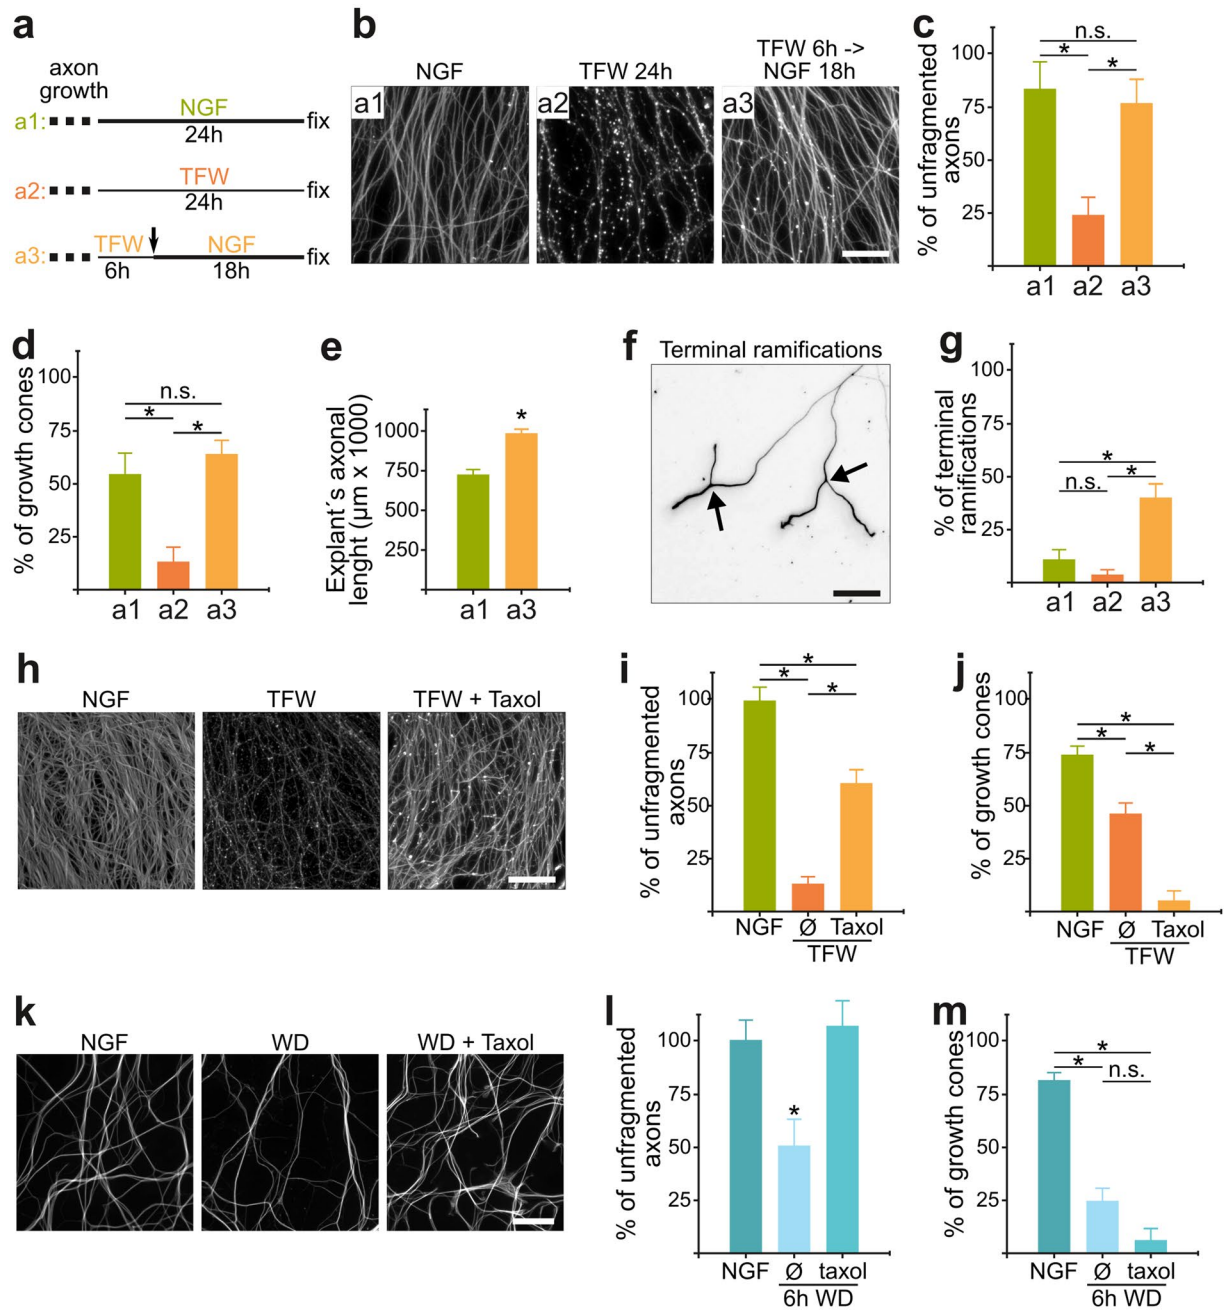 a
axon
growth
a1:
NGF
24h
fix
a2:
TFW
24h
fix
a3:
TFW
6h
NGF
18h
fix
b
NGF
TFW 24h
TFW 6h ->
NGF 18h
a1
a2
a3
c
% of unfragmented
axons
100
75
50
25
n.s.
*
*
a1
a2
a3
d
% of growth cones
100
75
50
25
n.s.
*
*
a1
a2
a3
e
Explant´s axonal
lenght (µm x 1000)
1000
750
500
250
*
a1
a3
f
Terminal ramifications
g
% of terminal
ramifications
100
75
50
25
*
n.s.
*
a1
a2
a3
h
NGF
TFW
TFW + Taxol
i
% of unfragmented
axons
100
75
50
25
*
*
*
NGF
Ø
Taxol
TFW
j
% of growth cones
100
75
50
25
*
*
*
NGF
Ø
Taxol
TFW
k
NGF
WD
WD + Taxol
l
% of unfragmented
axons
100
75
50
25
*
NGF
Ø
taxol
6h WD
m
% of growth cones
100
75
50
25
*
*
n.s.
NGF
Ø
taxol
6h WD